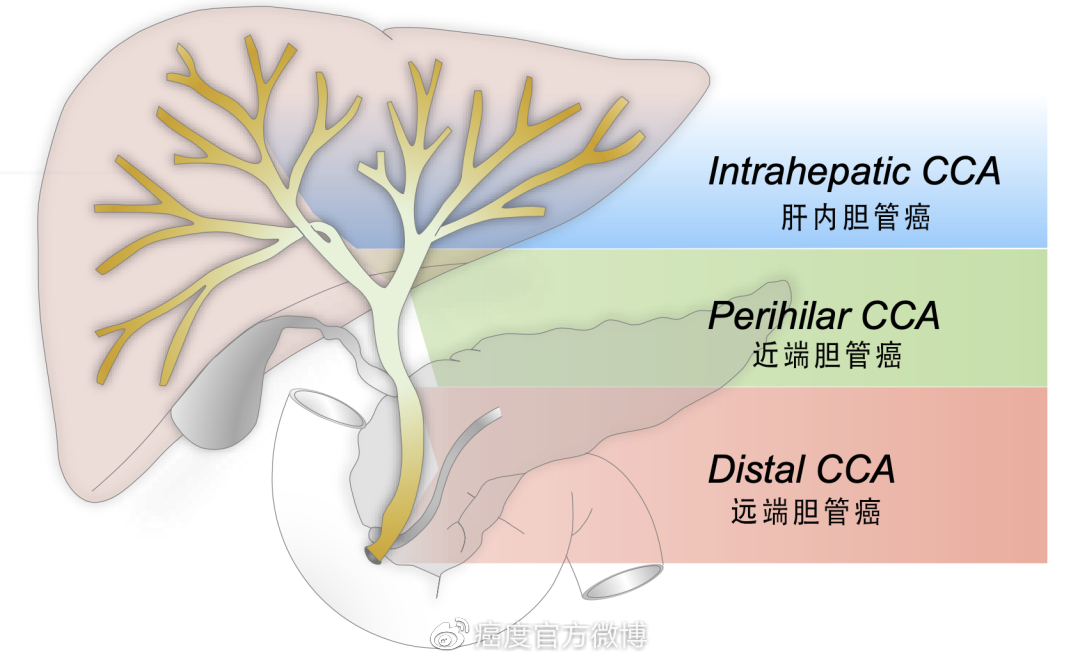 Intrahepatic CCA
肝内胆管癌
Perihilar CCA
近端胆管癌
Distal CCA
远端胆管癌
癌度官方微博